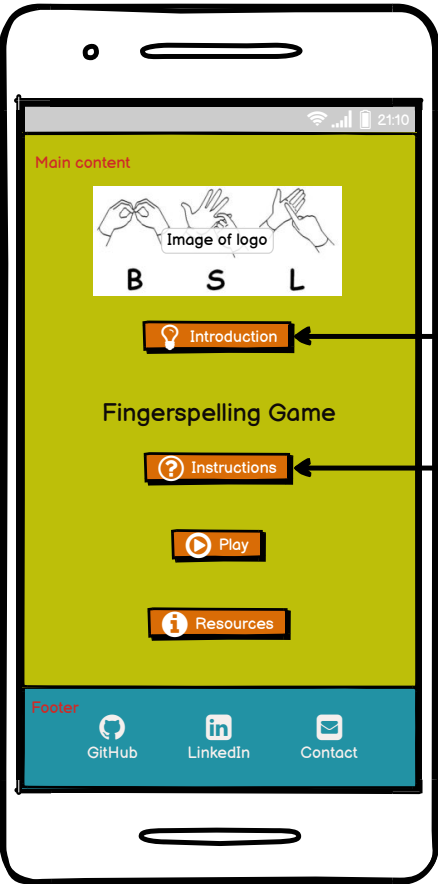 21:10
Main content
Image of logo
B S L
Introduction
Fingerspelling Game
Instructions
Play
Resources
Footer
GitHub LinkedIn Contact